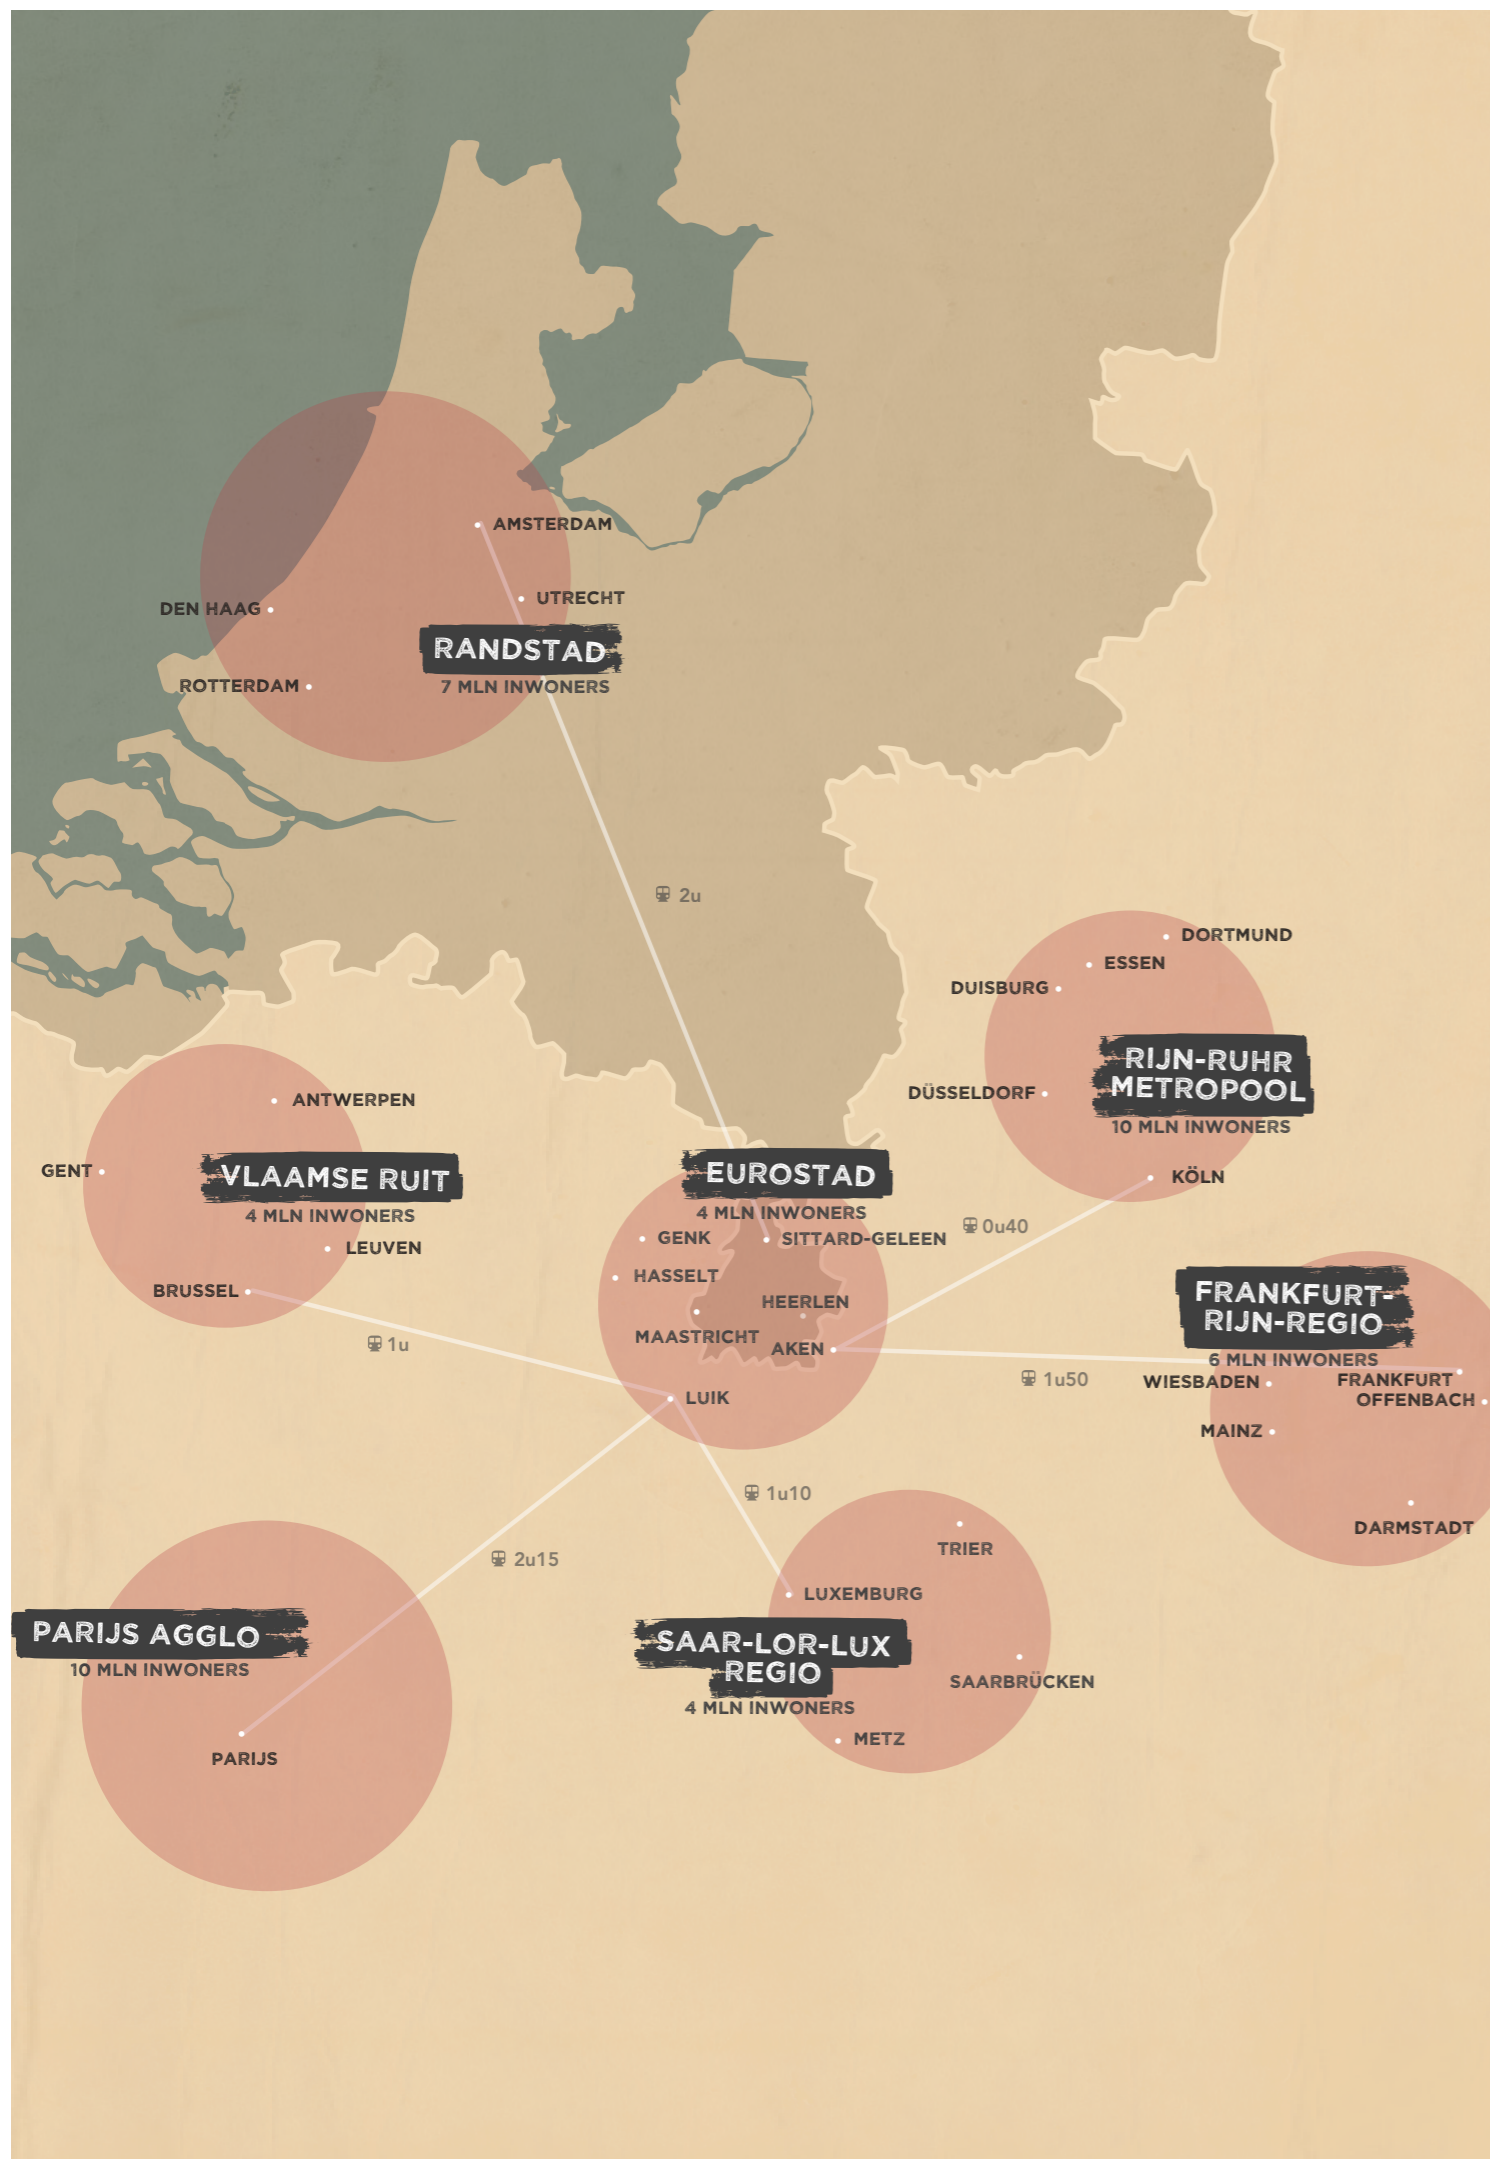 AMSTERDAM
UTRECHT
DEN HAAG
RANDSTAD
7 MLN INWONERS
ROTTERDAM
2u
DORTMUND
ESSEN
DUISBURG
RIJN-RUHR
METROPOOL
10 MLN INWONERS
DÜSSELDORF
KÖLN
ANTWERPEN
GENT
VLAAMSE RUIT
4 MLN INWONERS
LEUVEN
BRUSSEL
EUROSTAD
4 MLN INWONERS
GENK
SITTARD-GELEEN
0u40
HASSELT
HEERLEN
MAASTRICHT
AKEN
LUIK
1u
FRANKFURT-
RIJN-REGIO
6 MLN INWONERS
1u50
WIESBADEN
FRANKFURT
OFFENBACH
MAINZ
DARMSTADT
1u10
2u15
TRIER
LUXEMBURG
SAAR-LOR-LUX
REGIO
4 MLN INWONERS
SAARBRÜCKEN
METZ
PARIJS AGGLO
10 MLN INWONERS
PARIJS